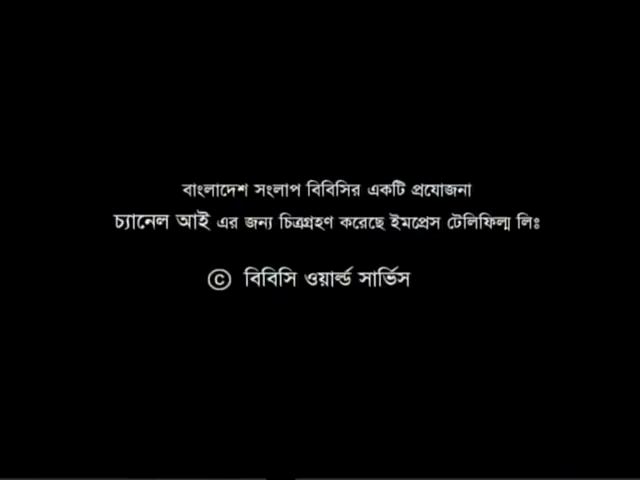 বাংলাদেশ সংলাপ বিবিসির একটি প্রযোজনা
চ্যানেল আই এর জন্য চিত্রগ্রহণ করেছে ইমপ্রেস টেলিফিল্ম লিঃ
© বিবিসি ওয়ার্ল্ড সার্ভিস